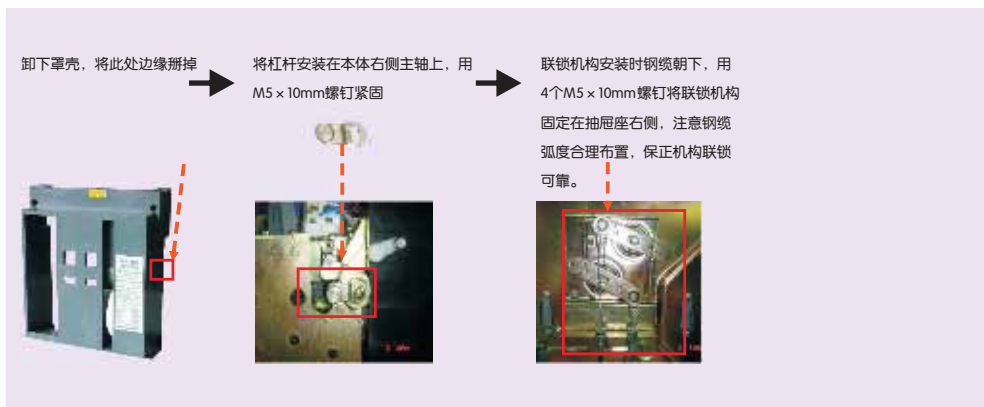 卸下罩壳，将此处边缘掰掉
将杠杆安装在本体右侧主轴上，用
M5×10mm螺钉紧固
联锁机构安装时钢缆朝下，用
4个M5×10mm螺钉将联锁机构
固定在抽屉座右侧，注意钢缆
弧度合理布置，保正机构联锁
可靠。